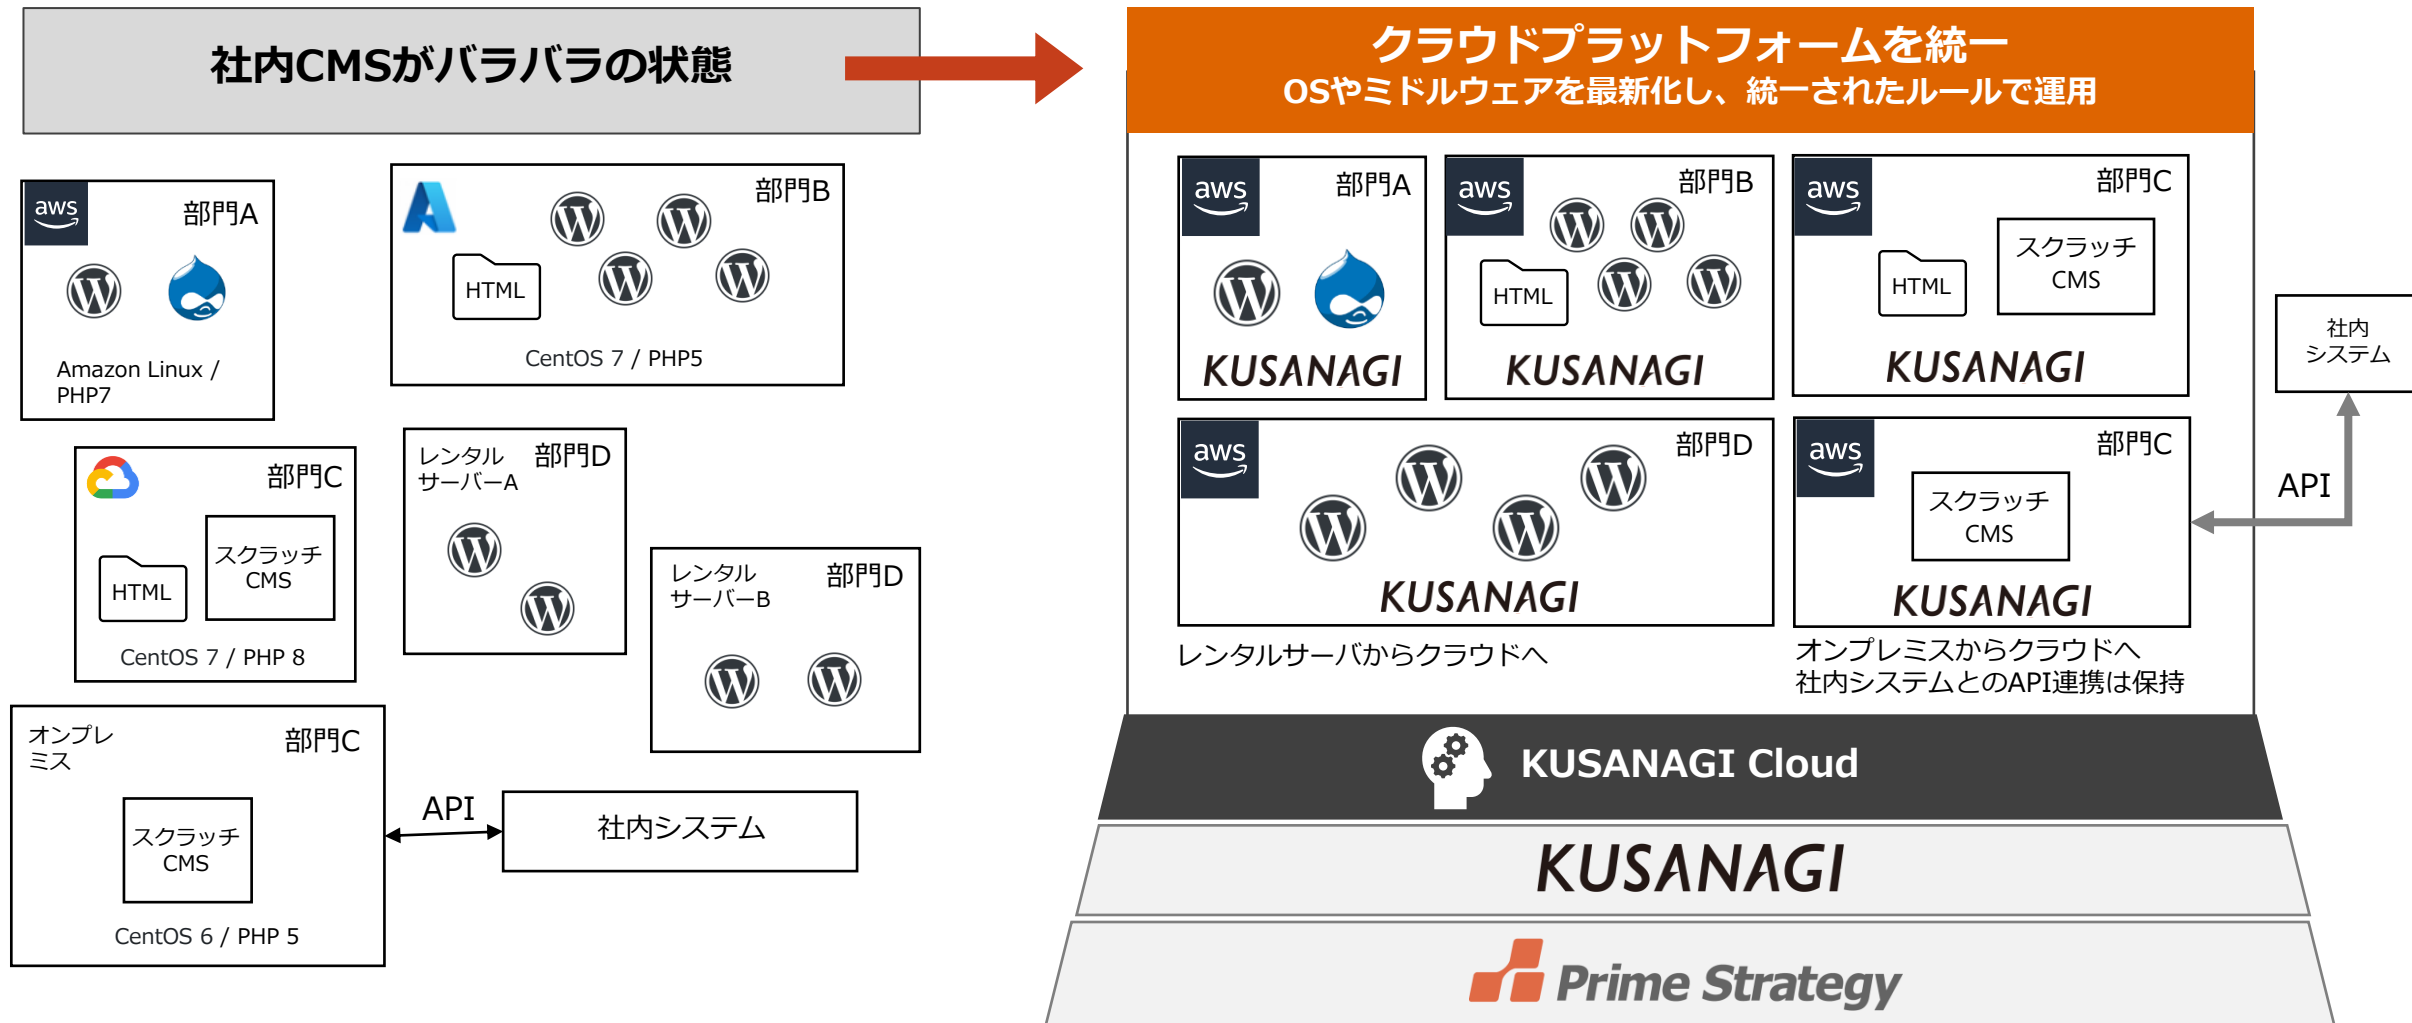 社内CMSがバラバラの状態
aws
部門A
Amazon Linux /
PHP7
部門B
HTML
CentOS 7 / PHP5
部門C
HTML
スクラッチ
CMS
CentOS 7 / PHP 8
レンタル
サーバーA
部門D
レンタル
サーバーB
部門D
オンプレ
ミス
部門C
スクラッチ
CMS
CentOS 6 / PHP 5
API
社内システム
クラウドプラットフォームを統一
OSやミドルウェアを最新化し、統一されたルールで運用
aws
部門A
KUSANAGI
aws
部門B
HTML
KUSANAGI
aws
部門C
HTML
スクラッチ
CMS
KUSANAGI
aws
部門D
KUSANAGI
レンタルサーバからクラウドへ
aws
部門C
スクラッチ
CMS
KUSANAGI
オンプレミスからクラウドへ
社内システムとのAPI連携は保持
社内
システム
API
KUSANAGI Cloud
KUSANAGI
Prime Strategy